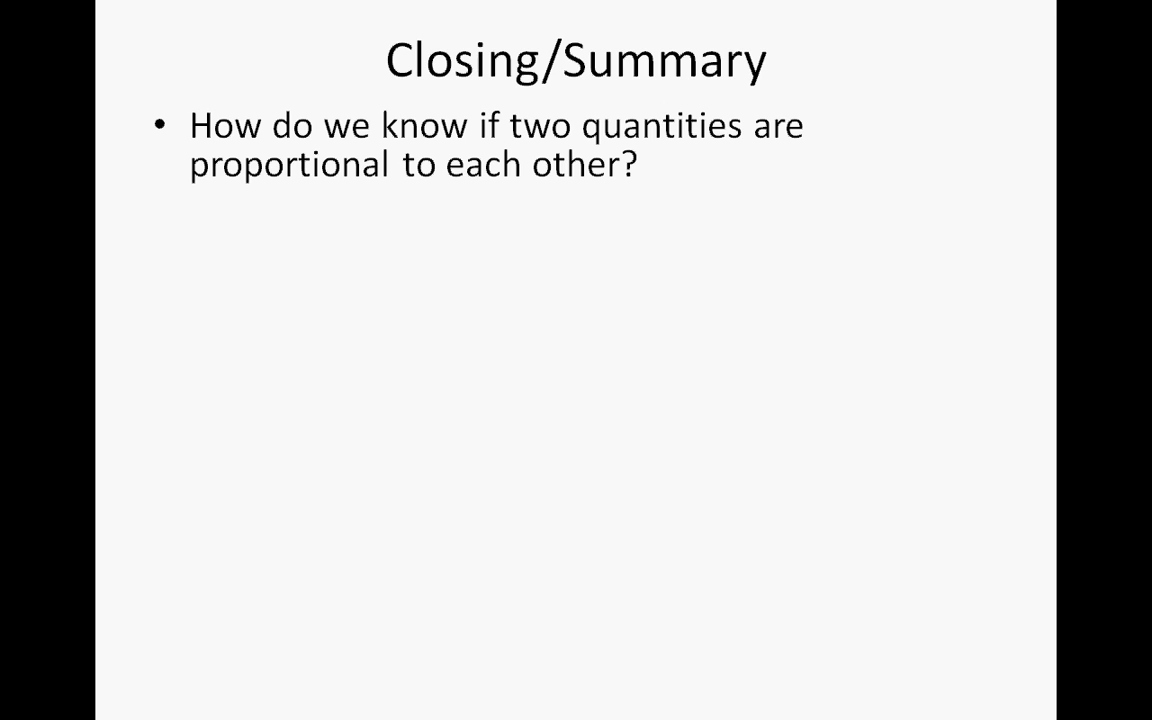 Closing/Summary
• How do we know if two quantities are
proportional to each other?